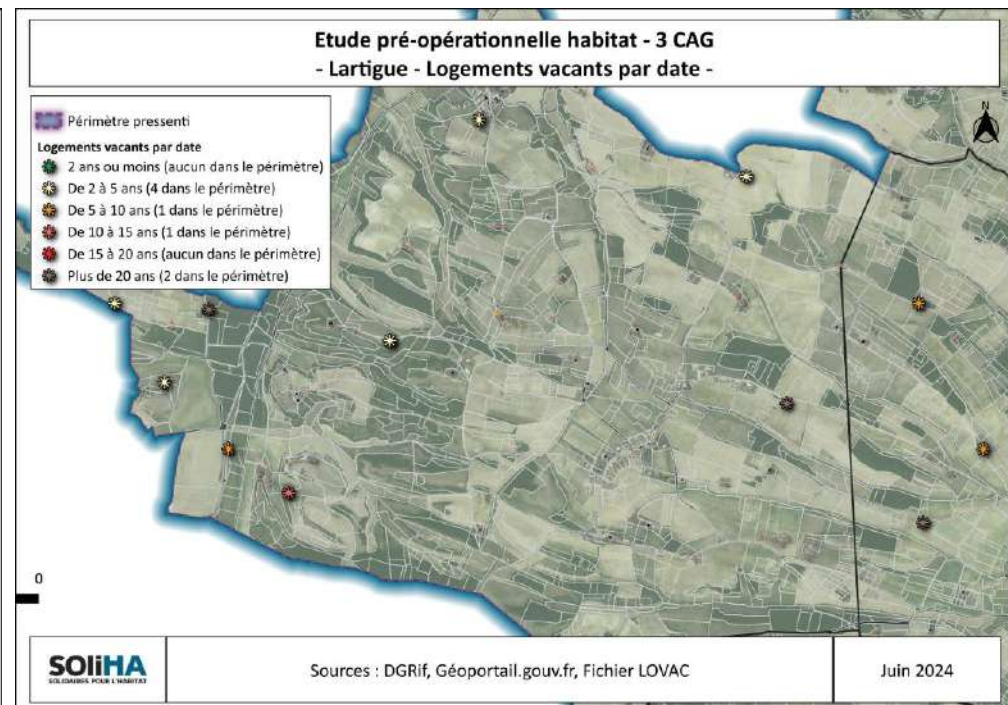 Etude pré-opérationnelle habitat - 3 CAG
- Lartigue - Logements vacants par date -
N
Périmètre pressenti
Logements vacants par date
2 ans ou moins (aucun dans le périmètre)
De 2 à 5 ans (4 dans le périmètre)
De 5 à 10 ans (1 dans le périmètre)
De 10 à 15 ans (1 dans le périmètre)
De 15 à 20 ans (aucun dans le périmètre)
Plus de 20 ans (2 dans le périmètre)
0
SOliHA
SOLIDAIRES POUR L'HABITAT
Sources : DGRif, Géoportail.gouv.fr, Fichier LOVAC
Juin 2024